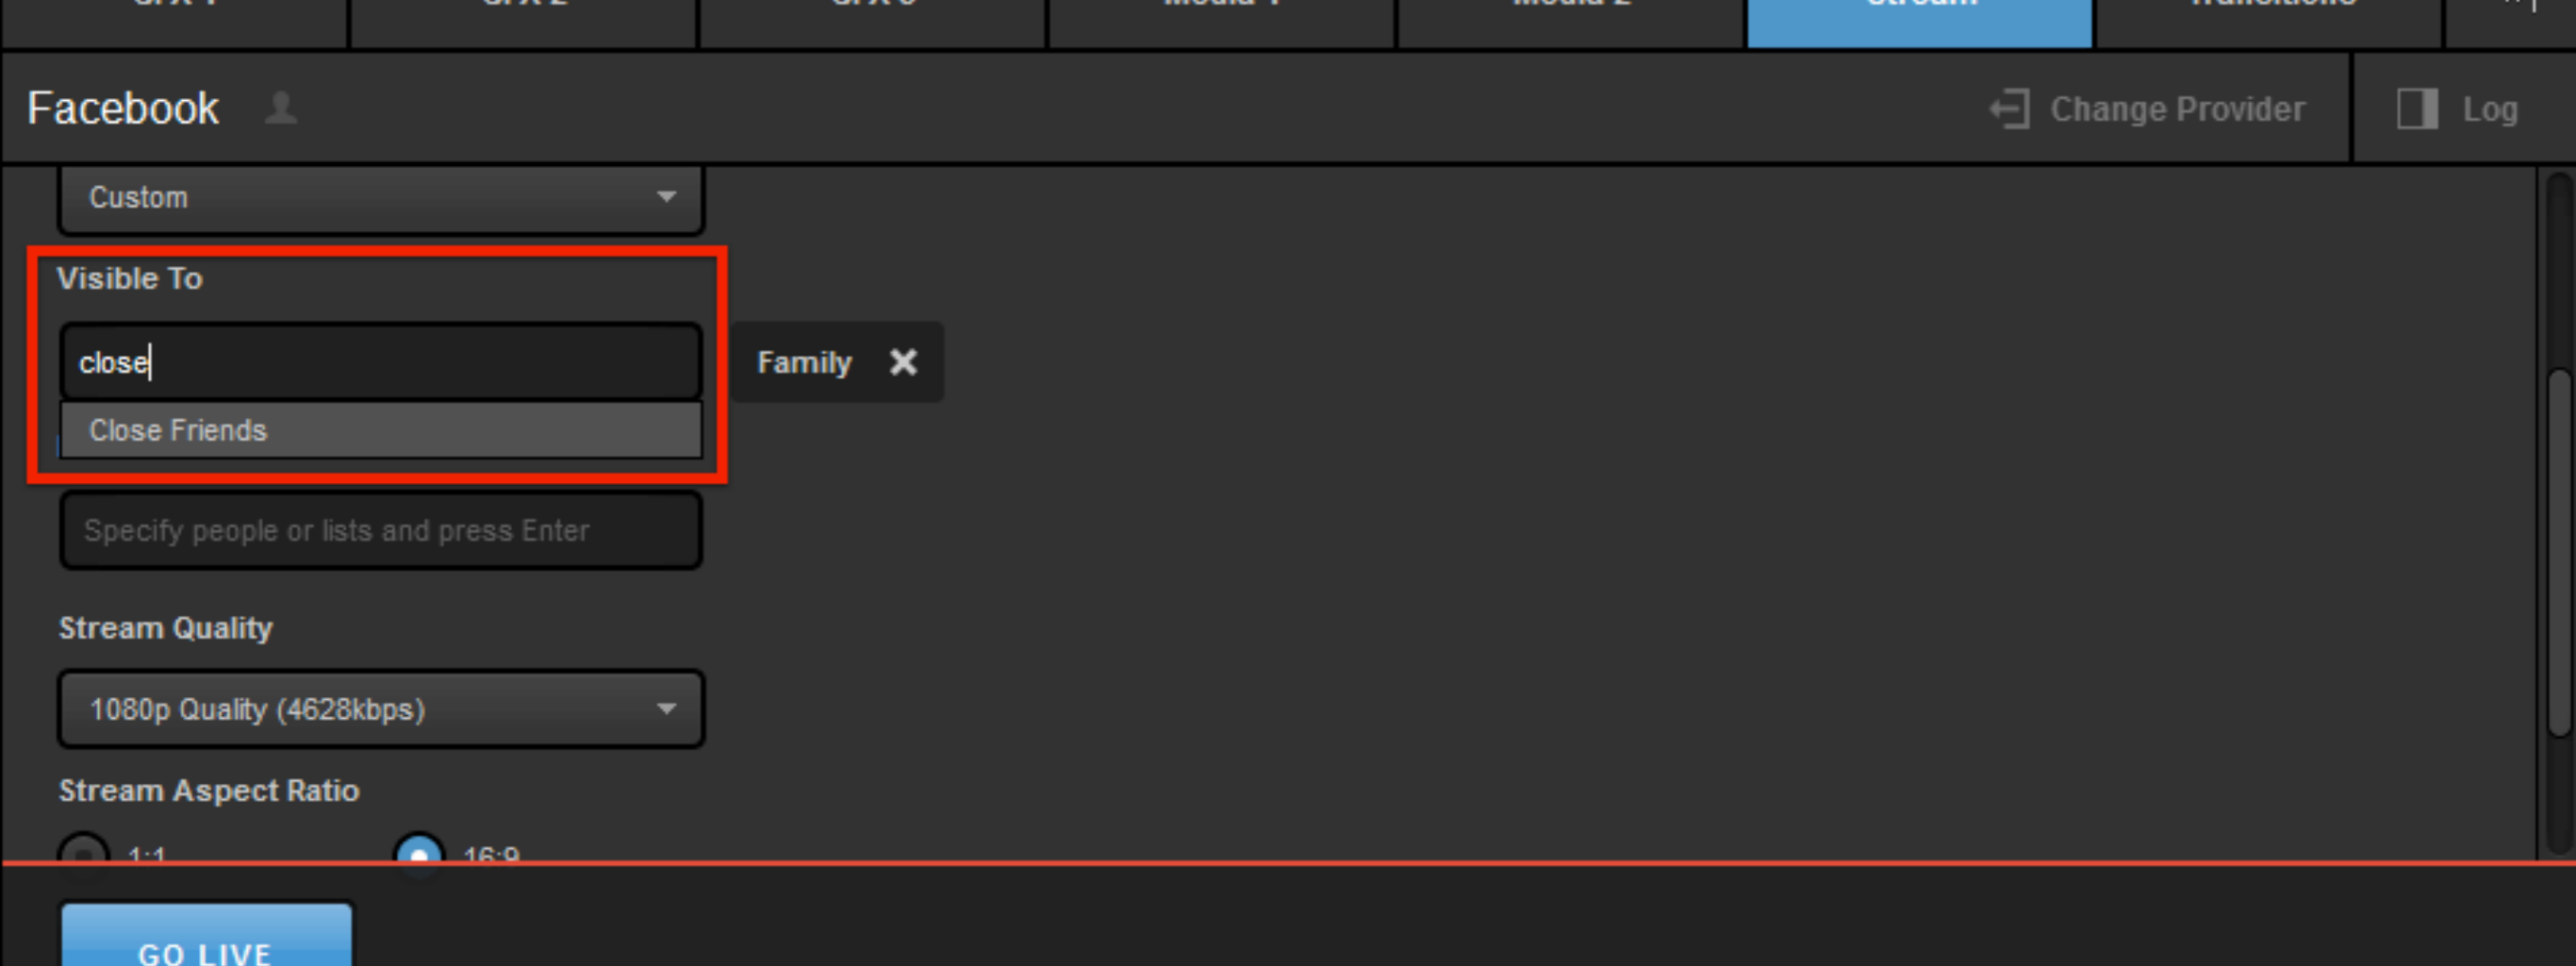 Stream
Facebook
Change Provider
Log
Custom
Visible To
close
Family
Close Friends
Specify people or lists and press Enter
Stream Quality
1080p Quality (4628kbps)
Stream Aspect Ratio
1:1 16:9
GO LIVE